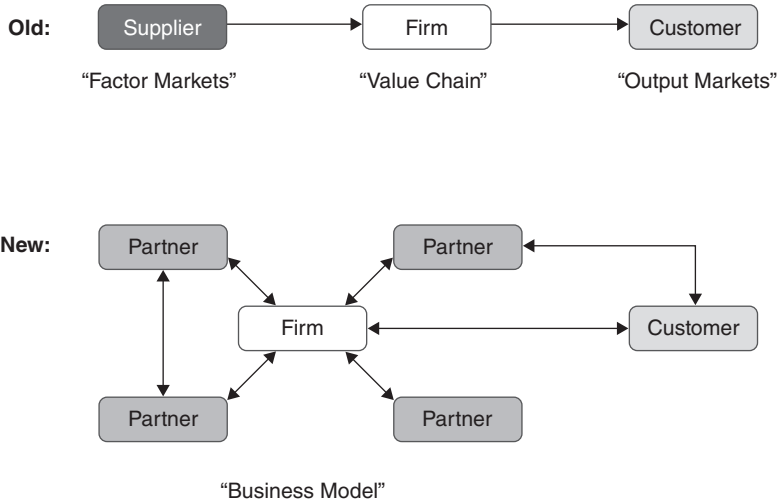 Old:
Supplier
Firm
Customer
“Factor Markets”
“Value Chain”
“Output Markets”
New:
Partner
Partner
Firm
Customer
Partner
Partner
“Business Model”